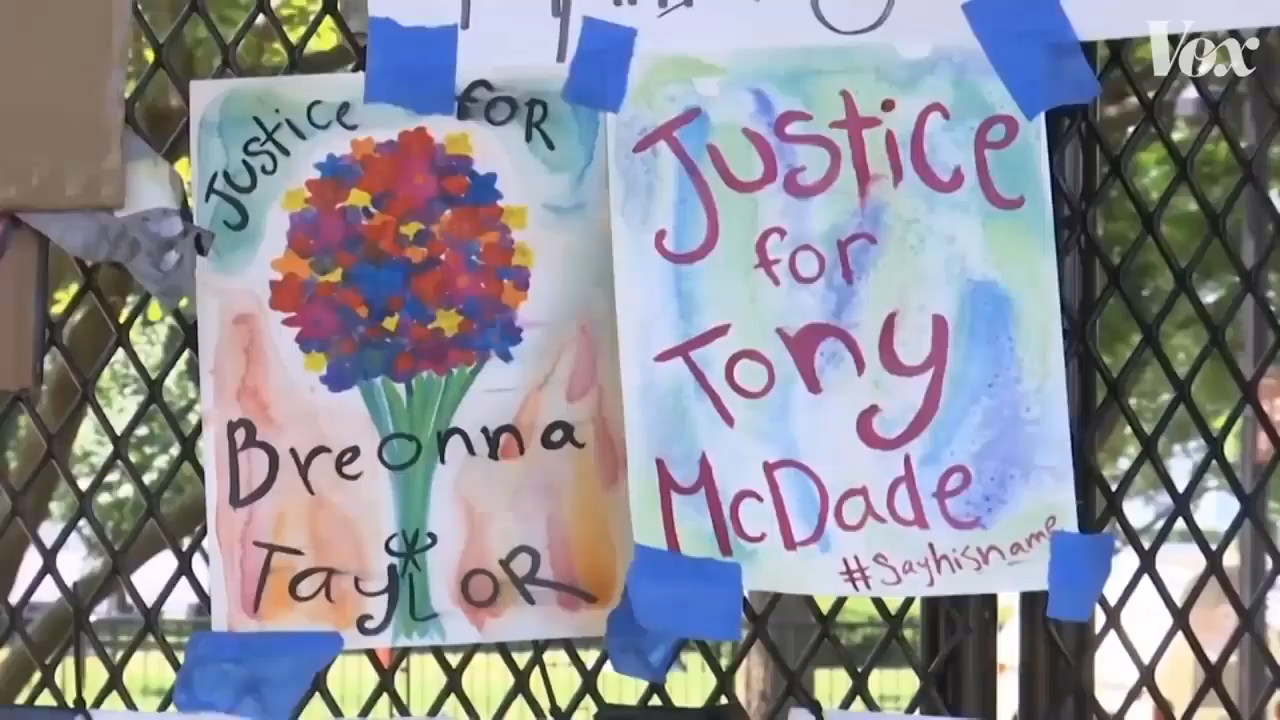 Vox
JUSTICE FOR
Breonna
TayLOR
Justice
for
Tony
McDade
#Sayhisname